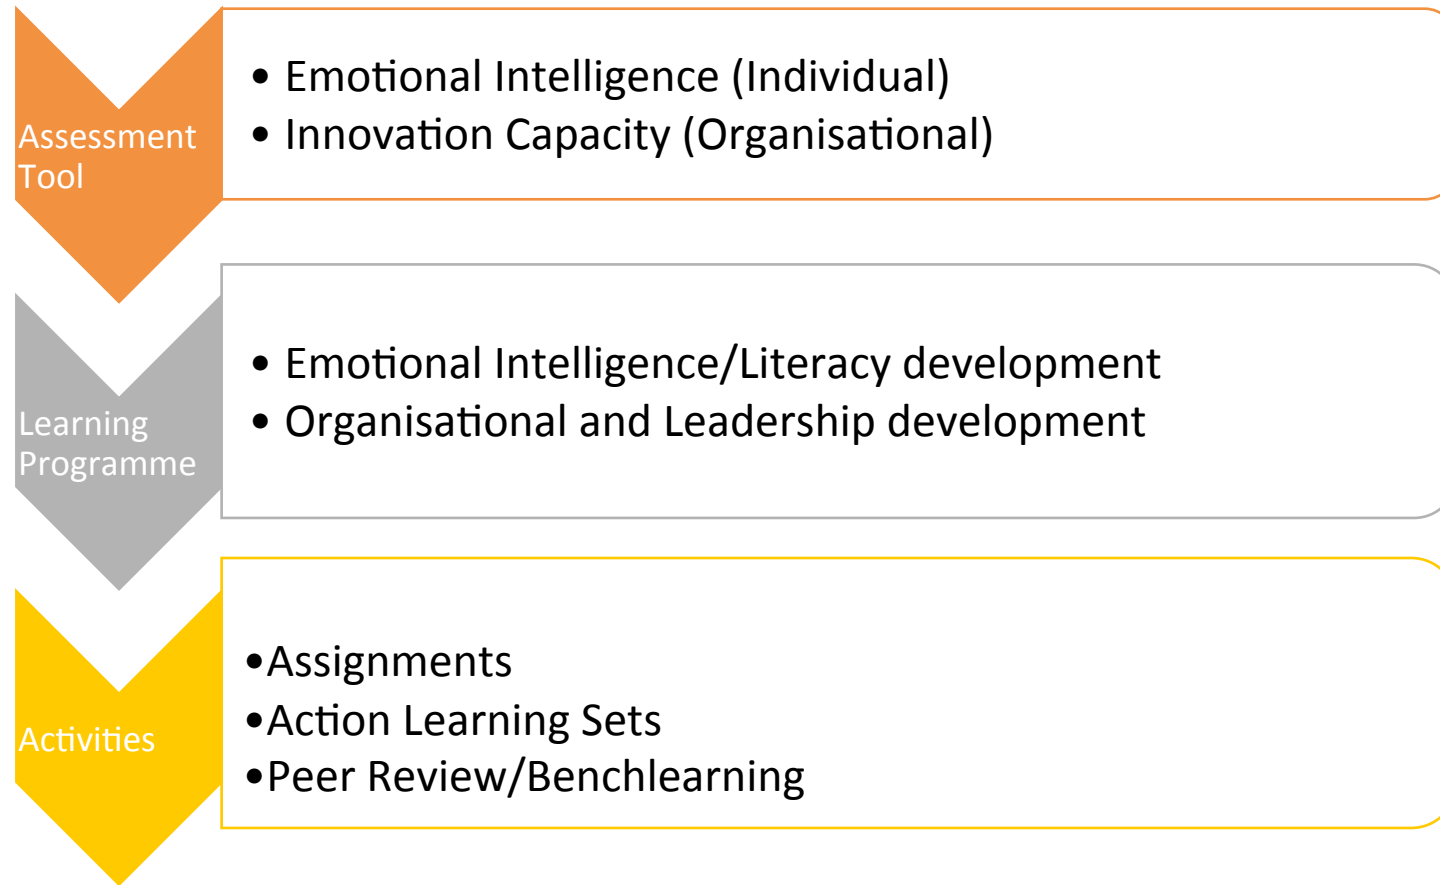 Assessment
Tool
• Emotional Intelligence (Individual)
• Innovation Capacity (Organisational)
Learning
Programme
• Emotional Intelligence/Literacy development
• Organisational and Leadership development
Activities
•Assignments
•Action Learning Sets
•Peer Review/Benchlearning